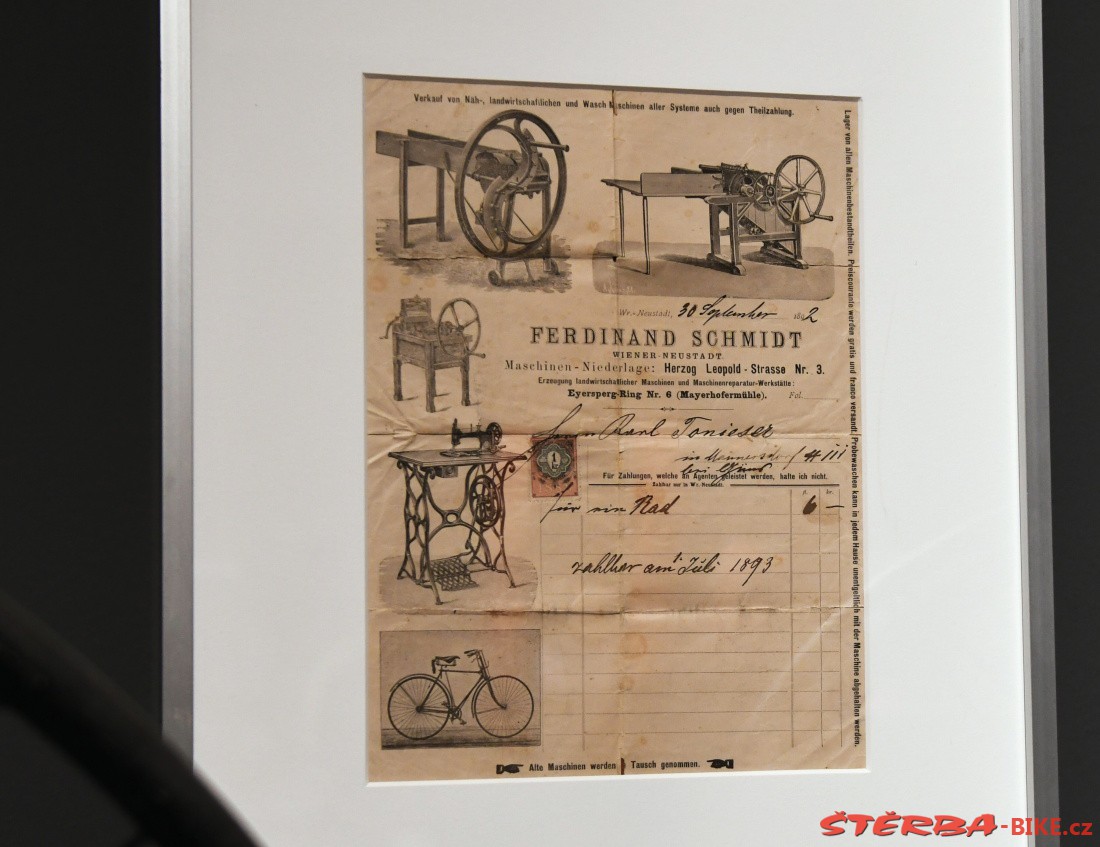 Verkauf von Näh-, landwirtschaftlichen und Wasch Maschinen aller Systeme auch gegen Theilzahlung.
Lager von allen Maschinenbestandtheilen. Preiscourante werden gratis und franco versandt. Probewaschen kann in jedem Hause unentgeltlich mit der Maschine abgehalten werden.
Wr.-Neustadt, 30 September 1892
FERDINAND SCHMIDT
WIENER-NEUSTADT.
Maschinen-Niederlage: Herzog Leopold-Strasse Nr. 3.
Erzeugung landwirtschaftlicher Maschinen und Maschinenreparatur-Werkstätte:
Eyersperg-Ring Nr. 6 (Mayerhofermühle). Fol.
Herrn Karl Tonieser
in
1
Für Zahlungen, welche an Agenten geleistet werden, hafte ich nicht.
Zahlbar nur in Wr. Neustadt.
fl. kr.
für ein Rad 6 —
zahlbar am Juli 1893
Alte Maschinen werden Tausch genommen.
ŠTĚRBA-BIKE.cz